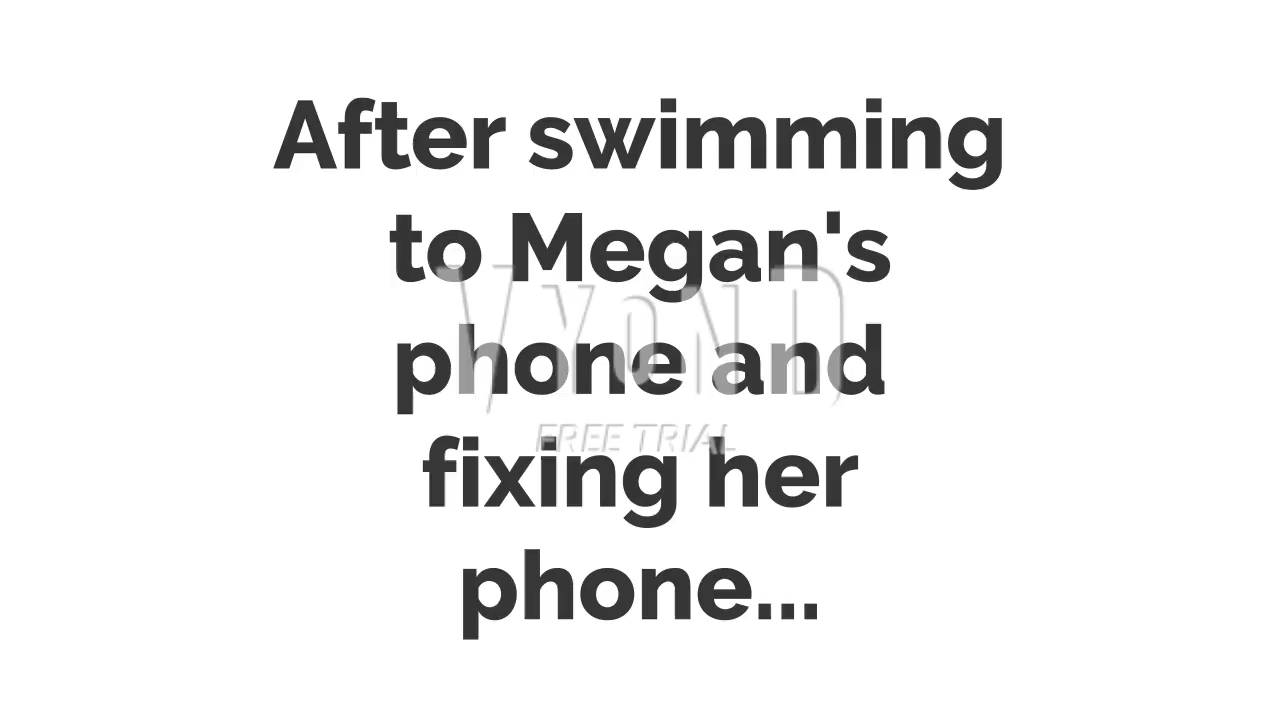 After swimming
to Megan's
phone and
fixing her
phone...
VYOND
FREE TRIAL